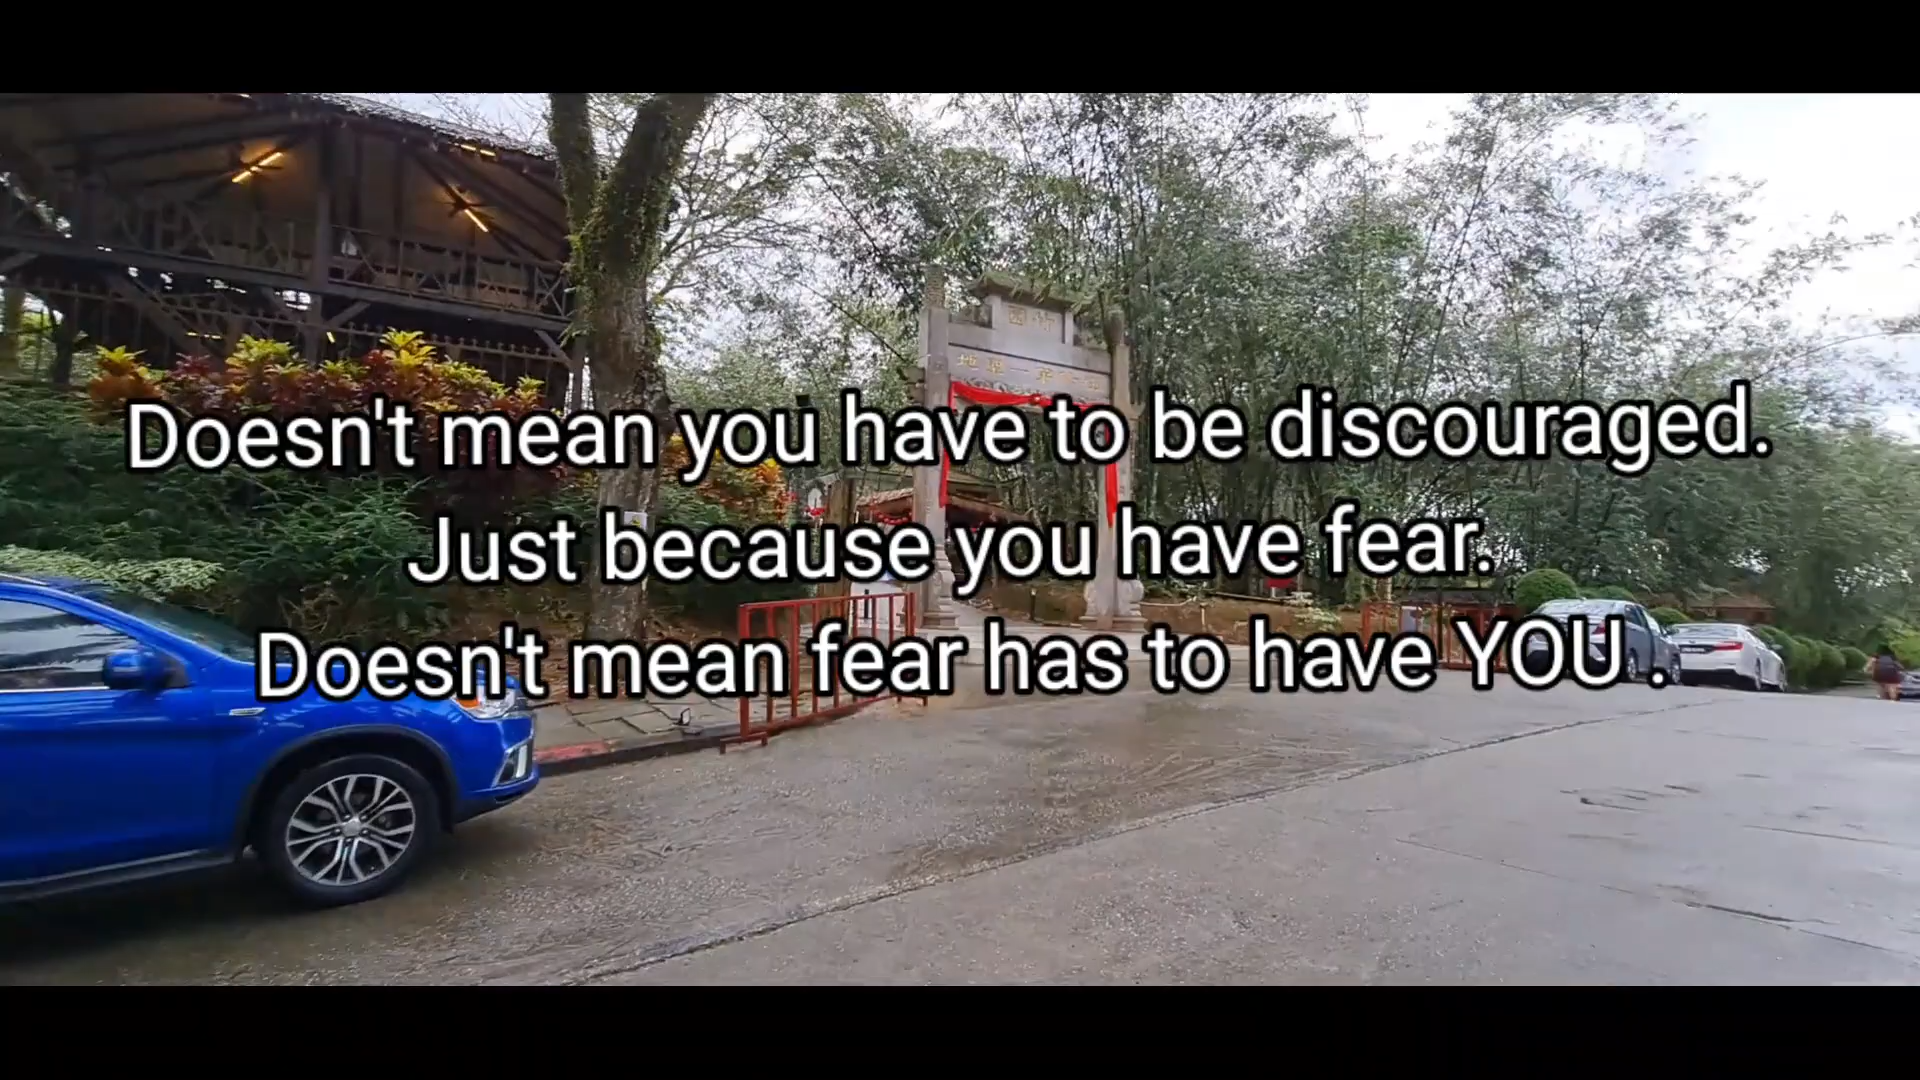 Doesn't mean you have to be discouraged.
Just because you have fear.
Doesn't mean fear has to have YOU .